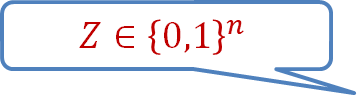 Z ∈ {0,1}ⁿ